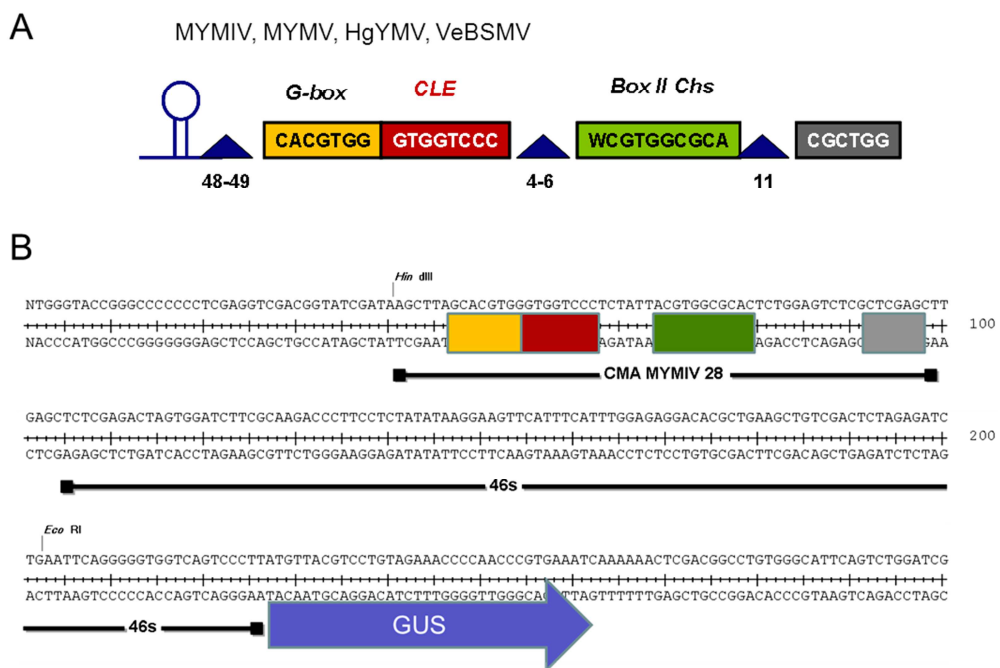 A
MYMIV, MYMV, HgYMV, VeBSMV
G-box CLE Box II Chs
CACGTGG GTGGTCCC WCGTGGCGCA CGCTGG
48-49 4-6 11
B
Hin dIII
NTGGGTACCGGGCCCCCCCTCGAGGTCGACGGTATCGATAAGCTTAGCACGTGGGTGGTCCCTCTATTACGTGGCGCACTCTGGAGTCTCGCTCGAGCTT
100
NACCCATGGCCCGGGGGGGAGCTCCAGCTGCCATAGCTATTCGAAT AGATAA AGACCTCAGAGC GAA
CMA MYMIV 28
GAGCTCTCGAGACTAGTGGATCTTCGCAAGACCCTTCCTCTATATAAGGAAGTTCATTTCATTTGGAGAGGACACGCTGAAGCTGTCGACTCTAGAGATC
200
CTCGAGAGCTCTGATCACCTAGAAGCGTTCTGGGAAGGAGATATATTCCTTCAAGTAAAGTAAACCTCTCCTGTGCGACTTCGACAGCTGAGATCTCTAG
46s
Eco RI
TGAATTCAGGGGGTGGTCAGTCCCTTATGTTACGTCCTGTAGAAACCCCAACCCGTGAAATCAAAAAACTCGACGGCCTGTGGGCATTCAGTCTGGATCG
ACTTAAGTCCCCCACCAGTCAGGGAATACAATGCAGGACATCTTTGGGGTTGGGCAC TTAGTTTTTTGAGCTGCCGGACACCCGTAAGTCAGACCTAGC
46s
GUS